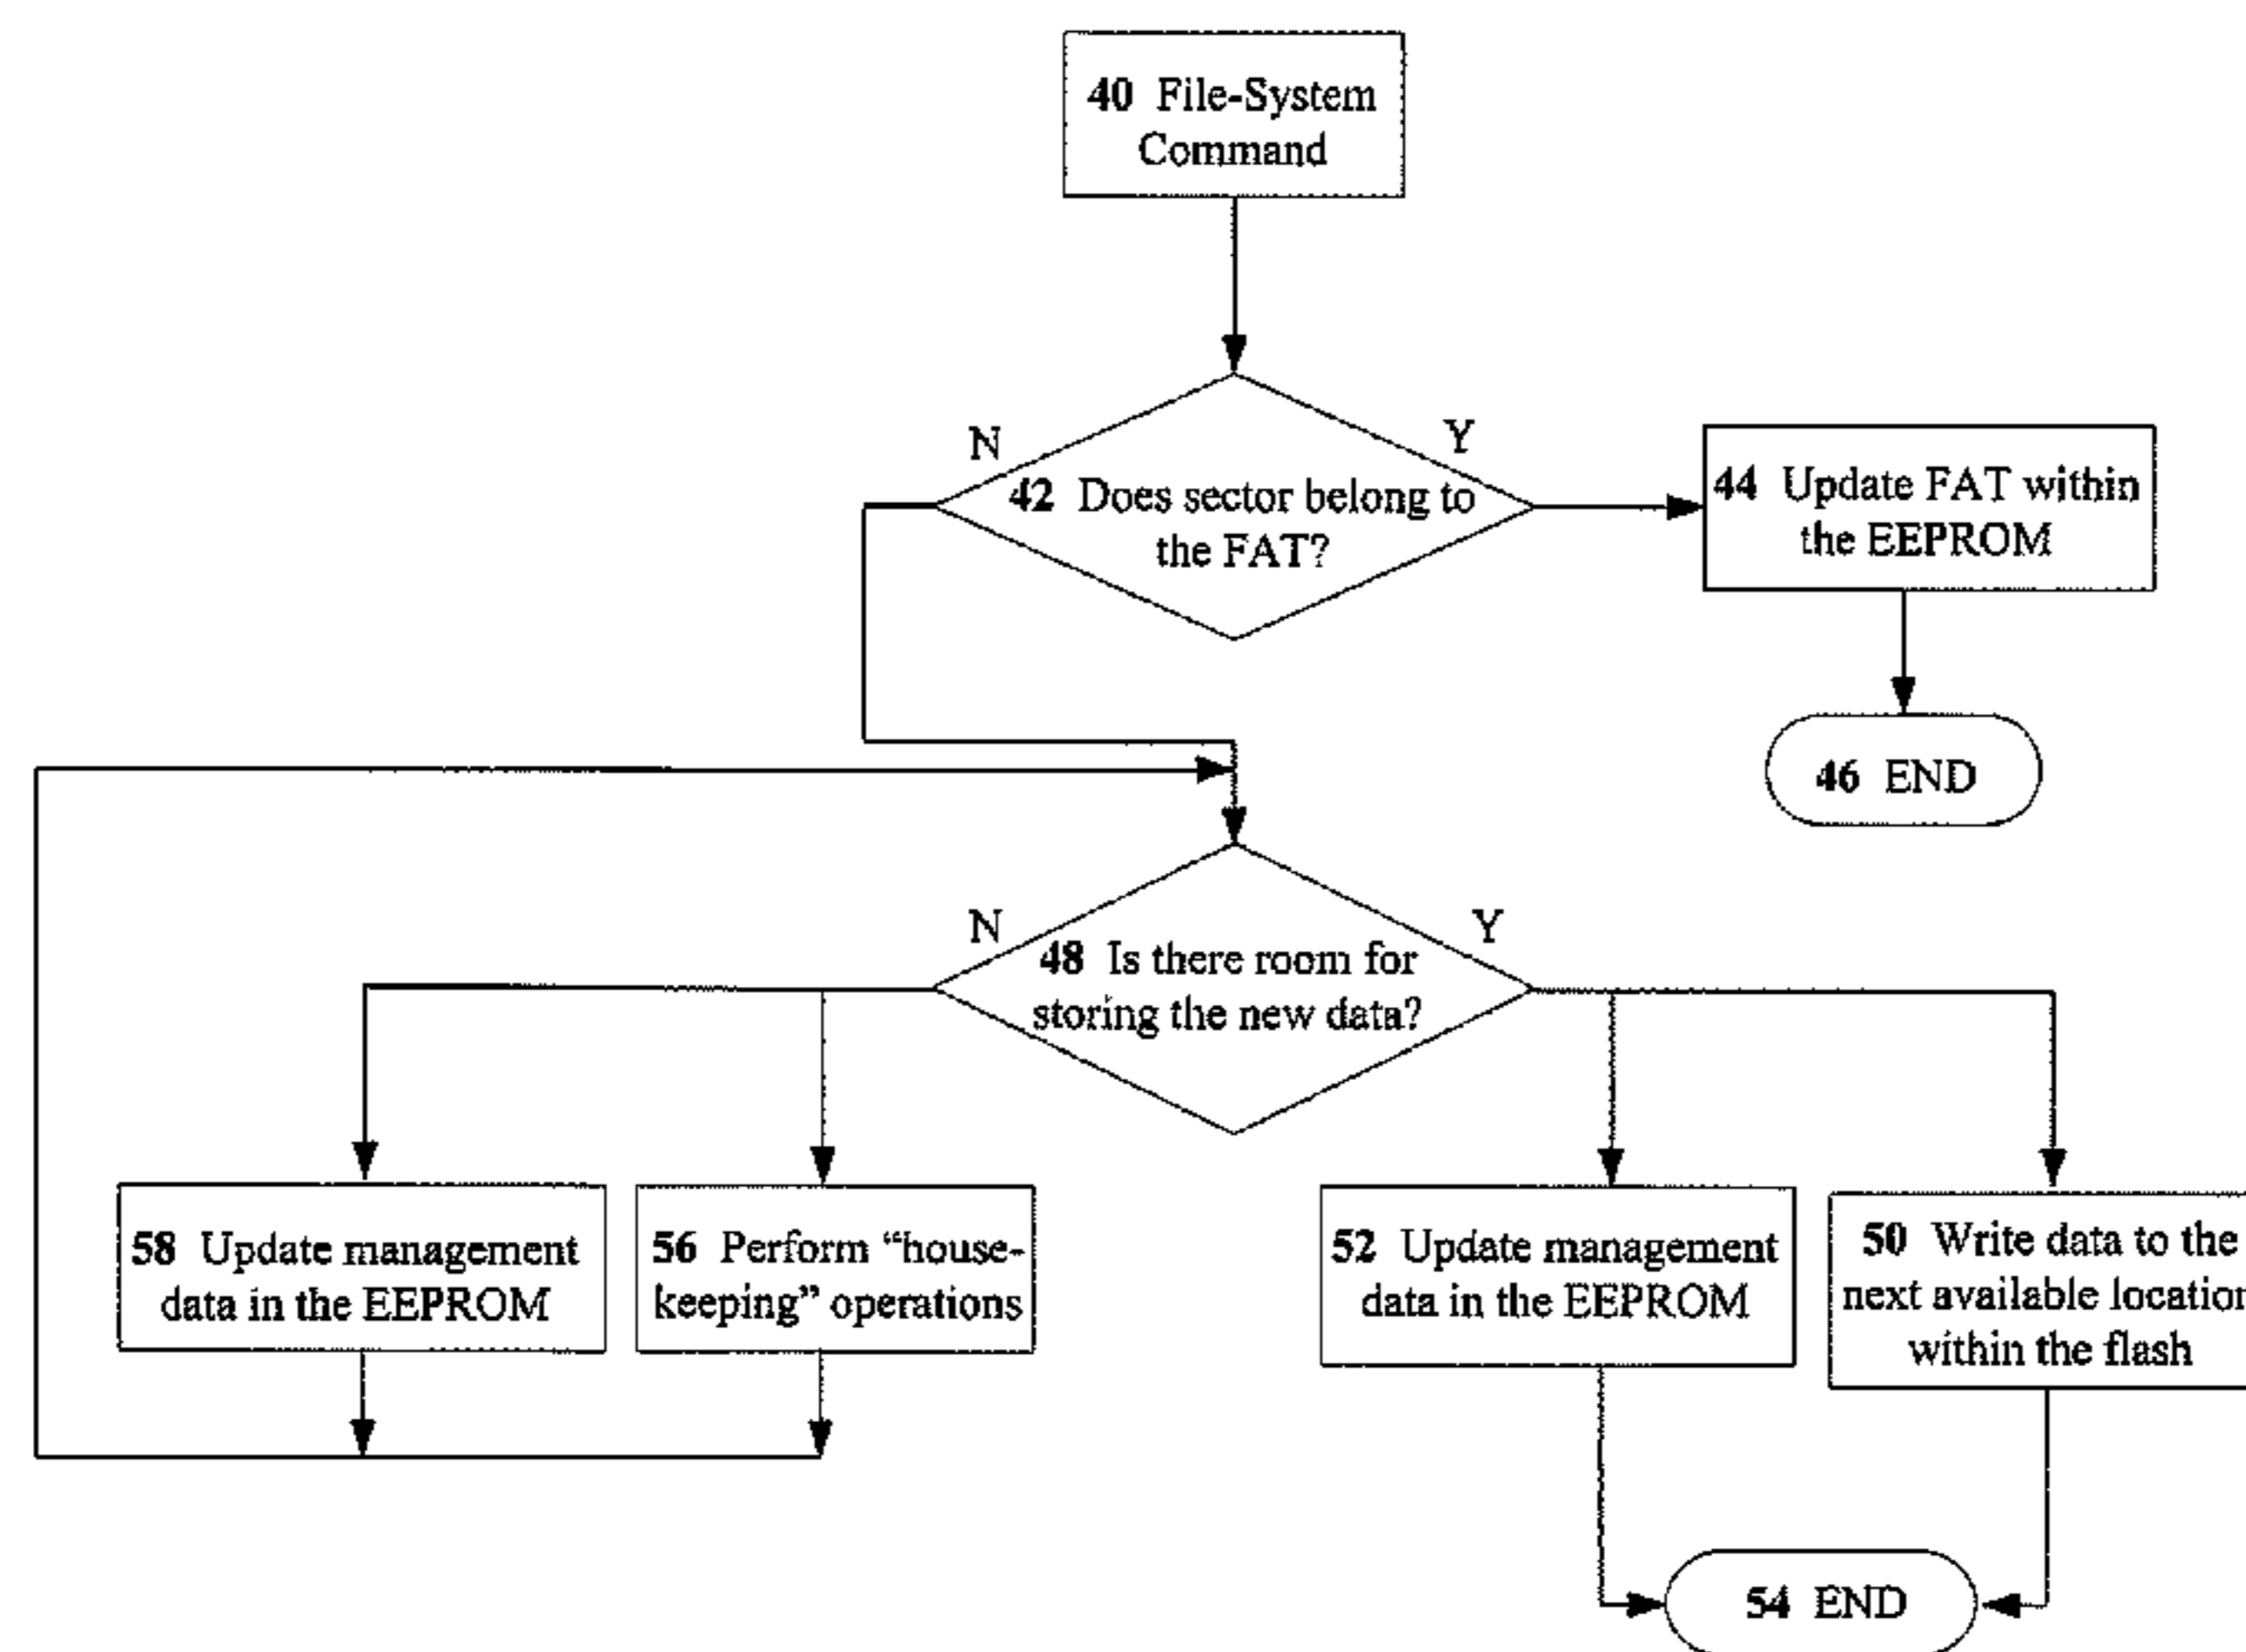 40 File-System
Command
N
Y
42 Does sector belong to
the FAT?
44 Update FAT within
the EEPROM
46 END
N
Y
48 Is there room for
storing the new data?
58 Update management
data in the EEPROM
56 Perform “house-
keeping” operations
52 Update management
data in the EEPROM
50 Write data to the
next available location
within the flash
54 END